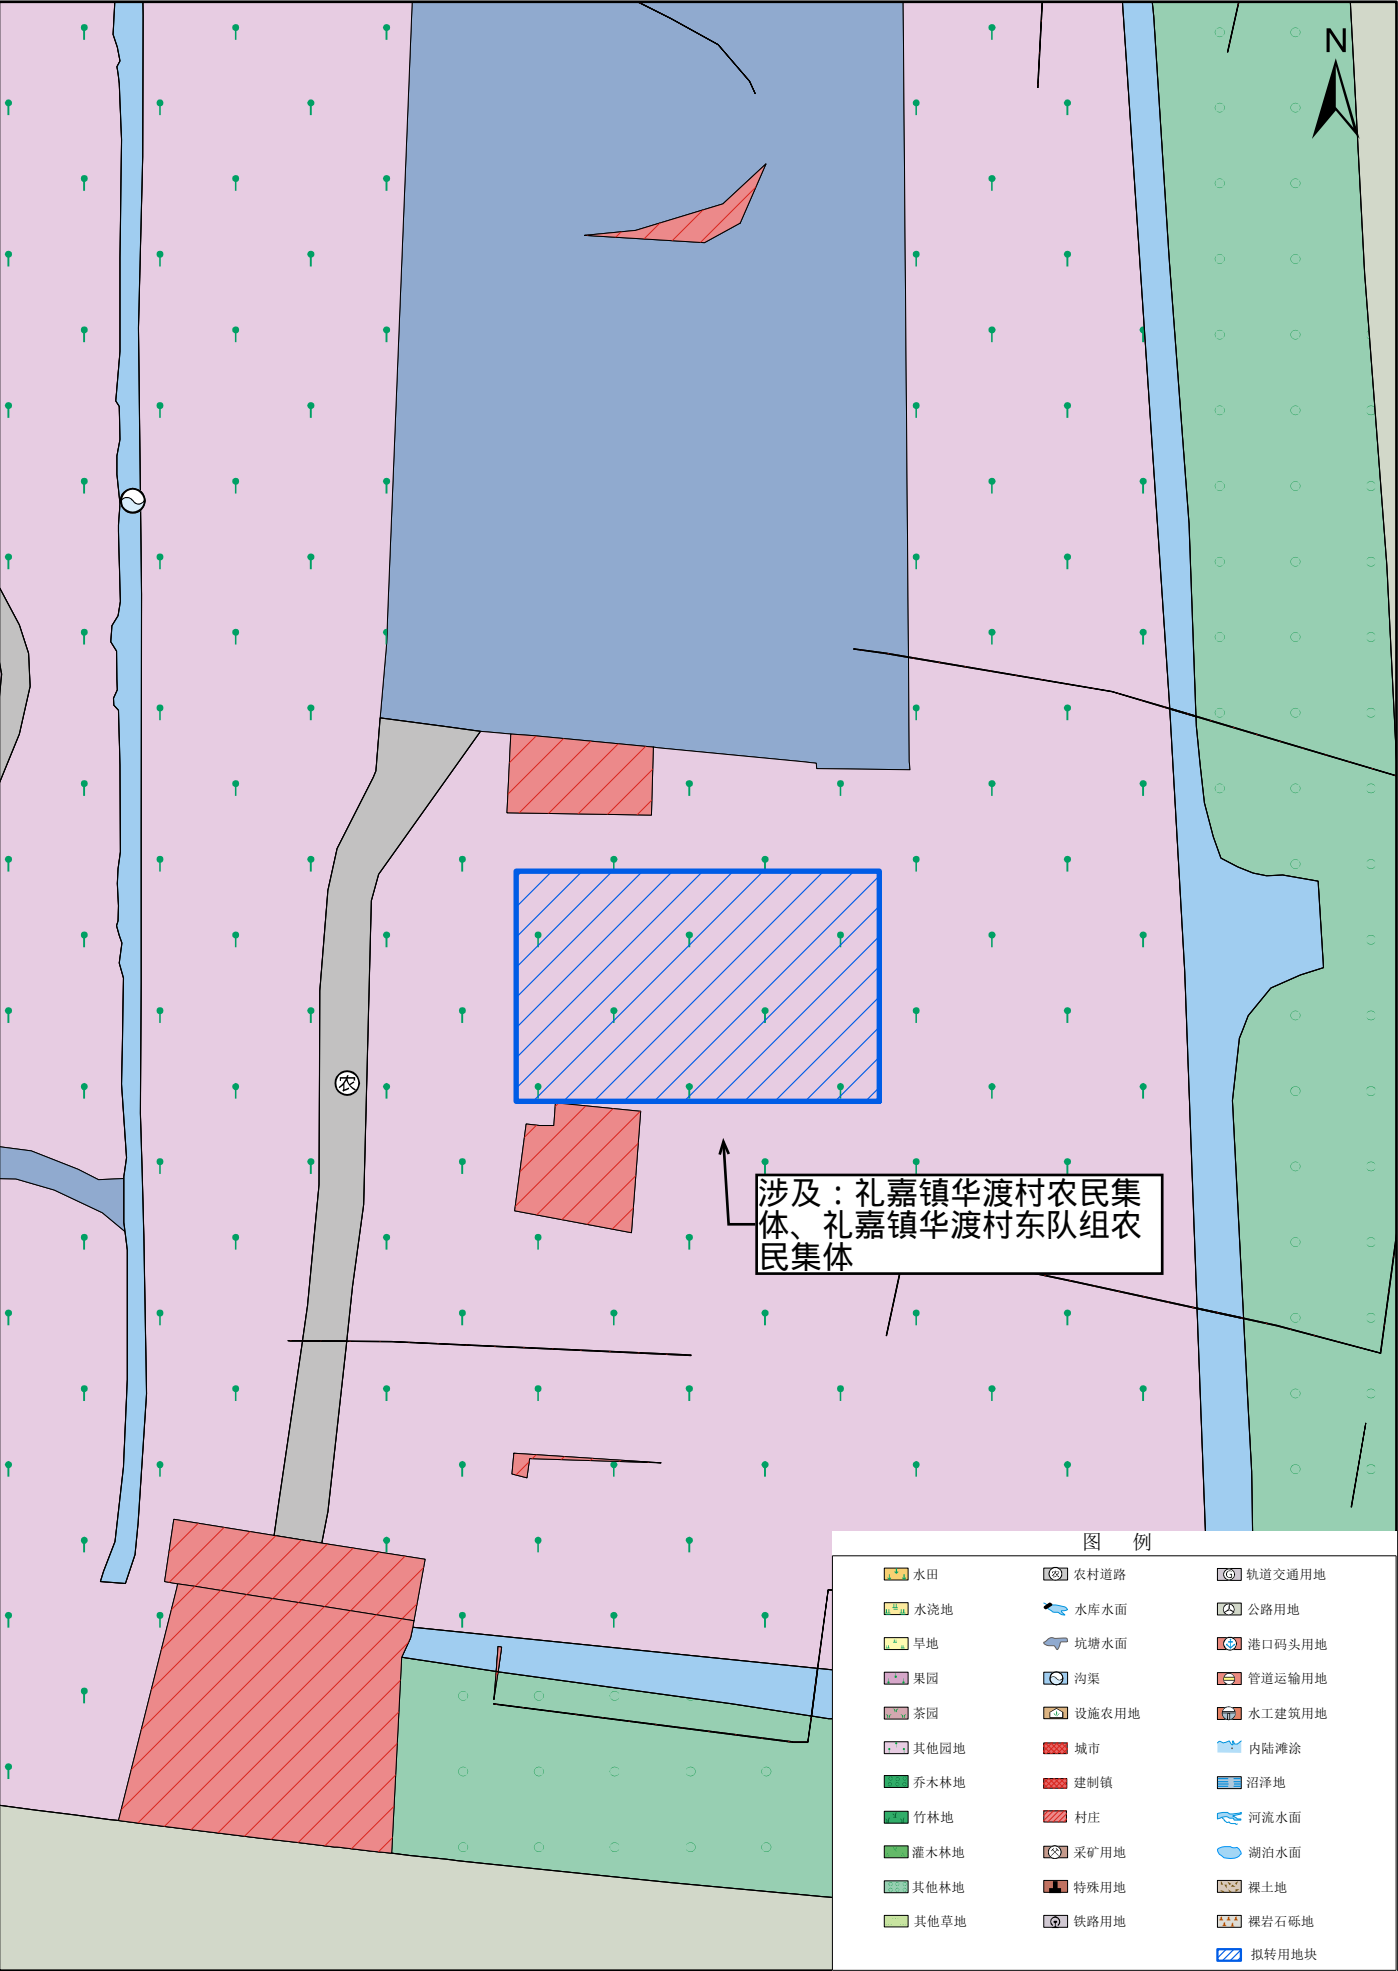 N
农
涉及：礼嘉镇华渡村农民集
体、礼嘉镇华渡村东队组农
民集体
图 例
水田
农村道路
轨道交通用地
水浇地
水库水面
公路用地
旱地
坑塘水面
港口码头用地
果园
沟渠
管道运输用地
茶园
设施农用地
水工建筑用地
其他园地
城市
内陆滩涂
乔木林地
建制镇
沼泽地
竹林地
村庄
河流水面
灌木林地
采矿用地
湖泊水面
其他林地
特殊用地
裸土地
其他草地
铁路用地
裸岩石砾地
拟转用地块